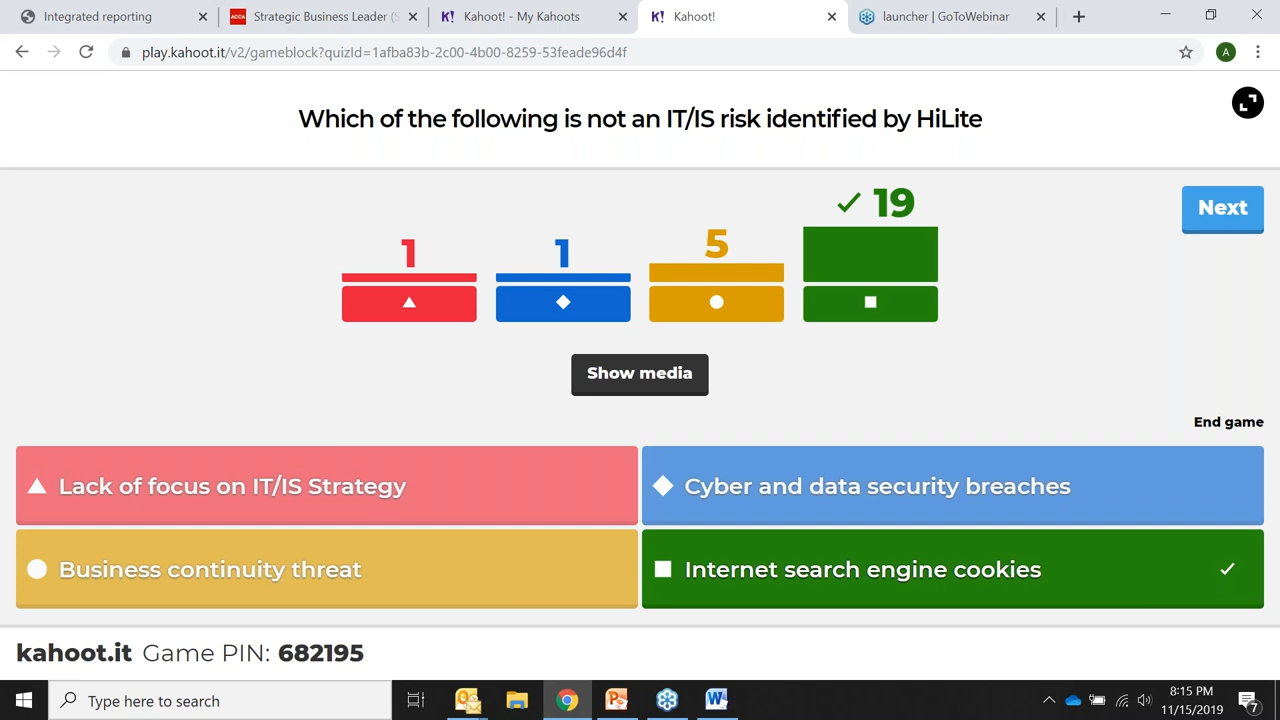 Integrated reporting
ACCA Strategic Business Leader (S
K! Kahoot! - My Kahoots
K! Kahoot!
launcher | GoToWebinar
play.kahoot.it/v2/gameblock?quizId=1afba83b-2c00-4b00-8259-53feade96d4f
A
Which of the following is not an IT/IS risk identified by HiLite
1
1
5
19
Next
Show media
End game
Lack of focus on IT/IS Strategy
Cyber and data security breaches
Business continuity threat
Internet search engine cookies
kahoot.it Game PIN: 682195
Type here to search
8:15 PM
11/15/2019
7